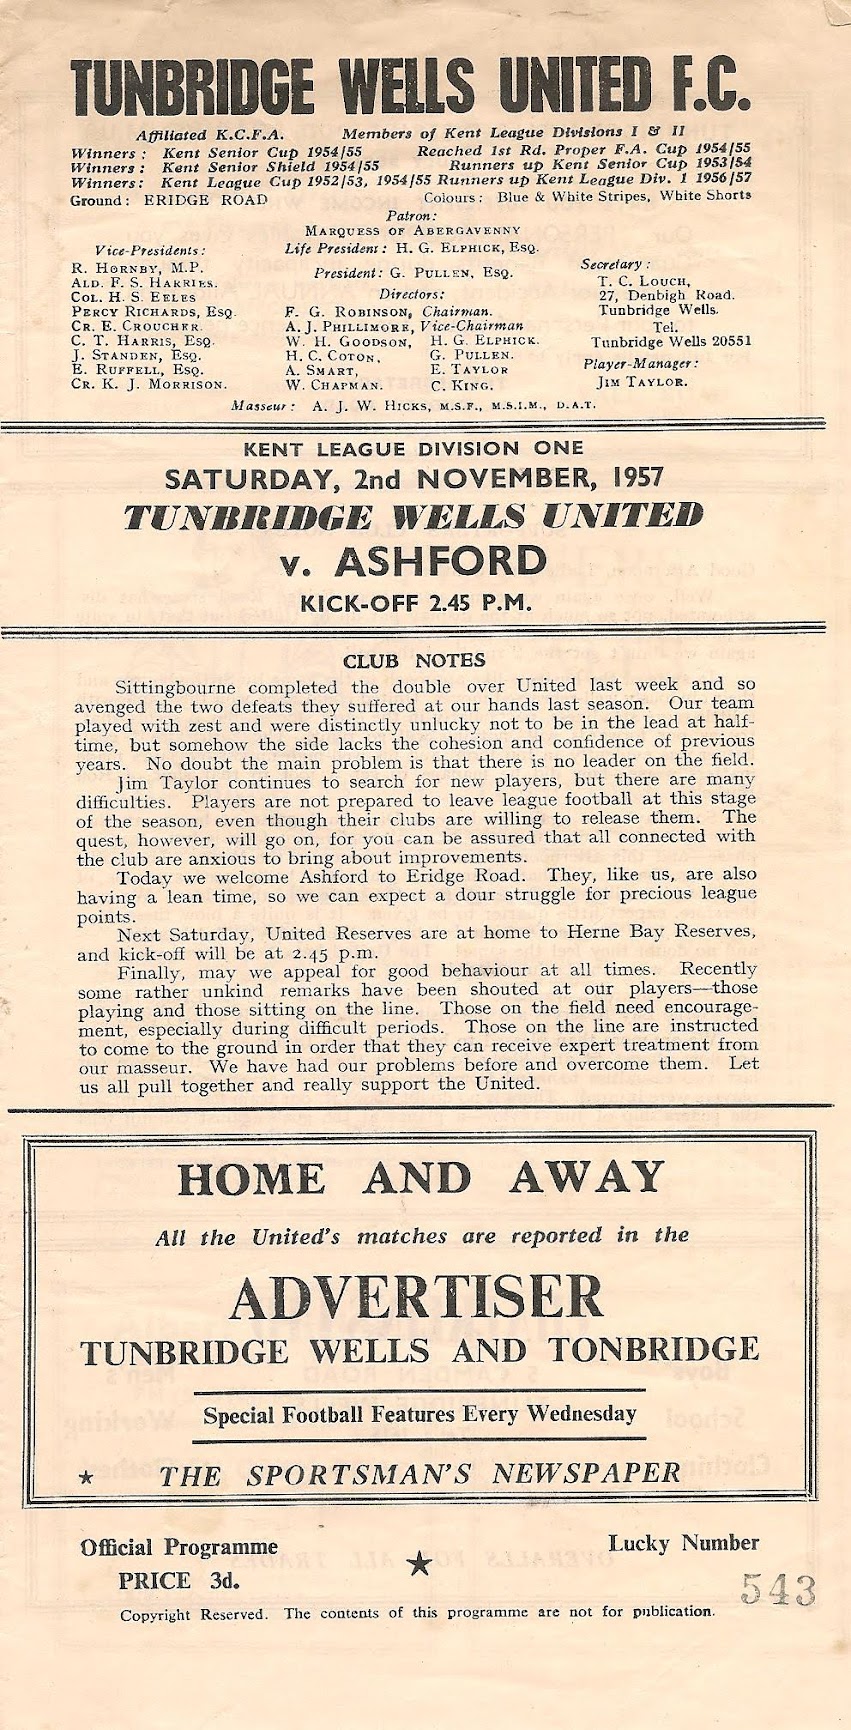 TUNBRIDGE WELLS UNITED F.C.
Affiliated K.C.F.A. Members of Kent League Divisions I & II
Winners: Kent Senior Cup 1954/55 Reached 1st Rd. Proper F.A. Cup 1954/55
Winners: Kent Senior Shield 1954/55 Runners up Kent Senior Cup 1953/54
Winners: Kent League Cup 1952/53, 1954/55 Runners up Kent League Div. 1 1956/57
Ground: ERIDGE ROAD Colours: Blue & White Stripes, White Shorts
Patron:
MARQUESS OF ABERGAVENNY
Life President: H. G. ELPHICK, ESQ.
President: G. PULLEN, ESQ.
Vice-Presidents:
R. HORNBY, M.P.
ALD. F. S. HARRIES.
COL. H. S. EELES
PERCY RICHARDS, ESQ.
CR. E. CROUCHER.
C. T. HARRIS, ESQ.
J. STANDEN, ESQ.
E. RUFFELL, ESQ.
CR. K. J. MORRISON.
Directors:
F. G. ROBINSON, Chairman.
A. J. PHILLIMORE, Vice-Chairman
W. H. GOODSON, H. G. ELPHICK.
H. C. COTON, G. PULLEN.
A. SMART, E. TAYLOR
W. CHAPMAN. C. KING.
Secretary:
T. C. LOUCH,
27, Denbigh Road.
Tunbridge Wells.
Tel.
Tunbridge Wells 20551
Player-Manager:
JIM TAYLOR.
Masseur: A. J. W. HICKS, M.S.F., M.S.I.M., D.A.T.
KENT LEAGUE DIVISION ONE
SATURDAY, 2nd NOVEMBER, 1957
TUNBRIDGE WELLS UNITED
v. ASHFORD
KICK-OFF 2.45 P.M.
CLUB NOTES
Sittingbourne completed the double over United last week and so
avenged the two defeats they suffered at our hands last season. Our team
played with zest and were distinctly unlucky not to be in the lead at half-
time, but somehow the side lacks the cohesion and confidence of previous
years. No doubt the main problem is that there is no leader on the field.
Jim Taylor continues to search for new players, but there are many
difficulties. Players are not prepared to leave league football at this stage
of the season, even though their clubs are willing to release them. The
quest, however, will go on, for you can be assured that all connected with
the club are anxious to bring about improvements.
Today we welcome Ashford to Eridge Road. They, like us, are also
having a lean time, so we can expect a dour struggle for precious league
points.
Next Saturday, United Reserves are at home to Herne Bay Reserves,
and kick-off will be at 2.45 p.m.
Finally, may we appeal for good behaviour at all times. Recently
some rather unkind remarks have been shouted at our players—those
playing and those sitting on the line. Those on the field need encourage-
ment, especially during difficult periods. Those on the line are instructed
to come to the ground in order that they can receive expert treatment from
our masseur. We have had our problems before and overcome them. Let
us all pull together and really support the United.
HOME AND AWAY
All the United's matches are reported in the
ADVERTISER
TUNBRIDGE WELLS AND TONBRIDGE
Special Football Features Every Wednesday
★ THE SPORTSMAN'S NEWSPAPER
Official Programme
PRICE 3d.
★
Lucky Number
543
Copyright Reserved. The contents of this programme are not for publication.